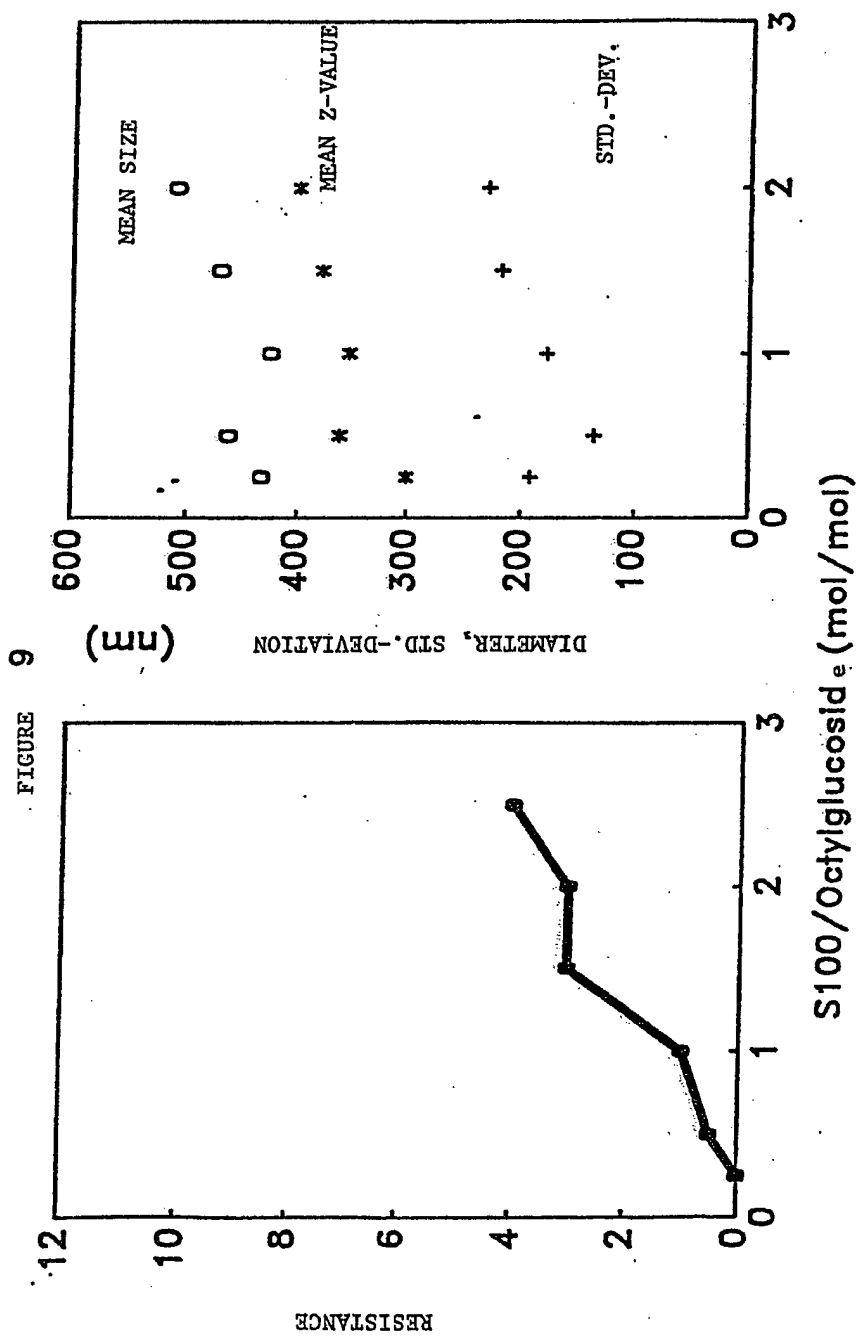 FIGURE 9
RESISTANCE
12
10
8
6
4
2
0
0 1 2 3
(nm)
DIAMETER, STD.-DEVIATION
600
500
400
300
200
100
0
0 1 2 3
MEAN SIZE
MEAN Z-VALUE
STD.-DEV.
S100/Octylglucoside (mol/mol)